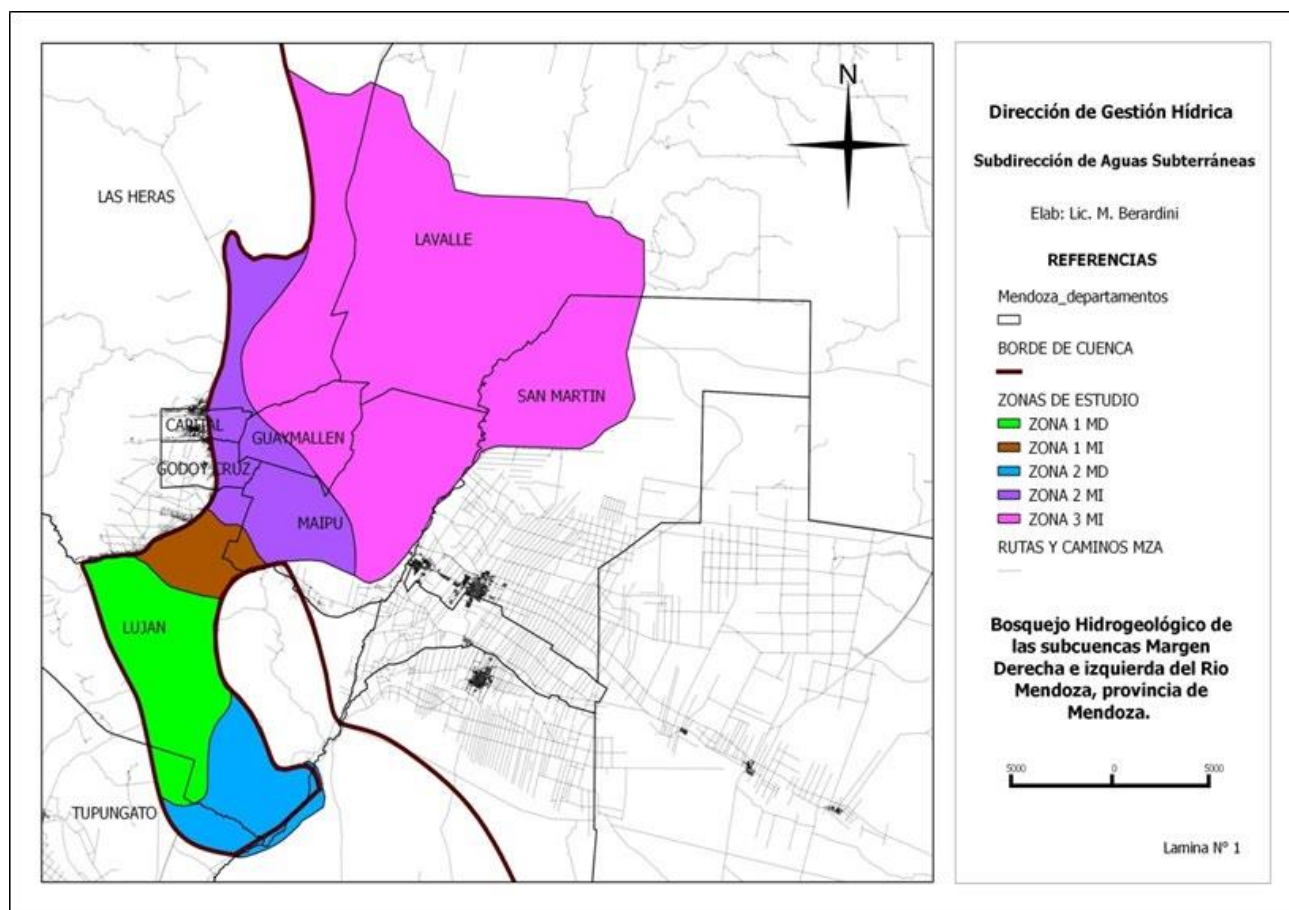 N
LAS HERAS
LAVALLE
SAN MARTIN
CAPITAL
GUAYMALLEN
GODOY CRUZ
MAIPU
LUJAN
TUPUNGATO
Dirección de Gestión Hídrica
Subdirección de Aguas Subterráneas
Elab: Lic. M. Berardini
REFERENCIAS
Mendoza_departamentos
BORDE DE CUENCA
ZONAS DE ESTUDIO
ZONA 1 MD
ZONA 1 MI
ZONA 2 MD
ZONA 2 MI
ZONA 3 MI
RUTAS Y CAMINOS MZA
Bosquejo Hidrogeológico de
las subcuencas Margen
Derecha e izquierda del Rio
Mendoza, provincia de
Mendoza.
5000 0 5000
Lamina N° 1